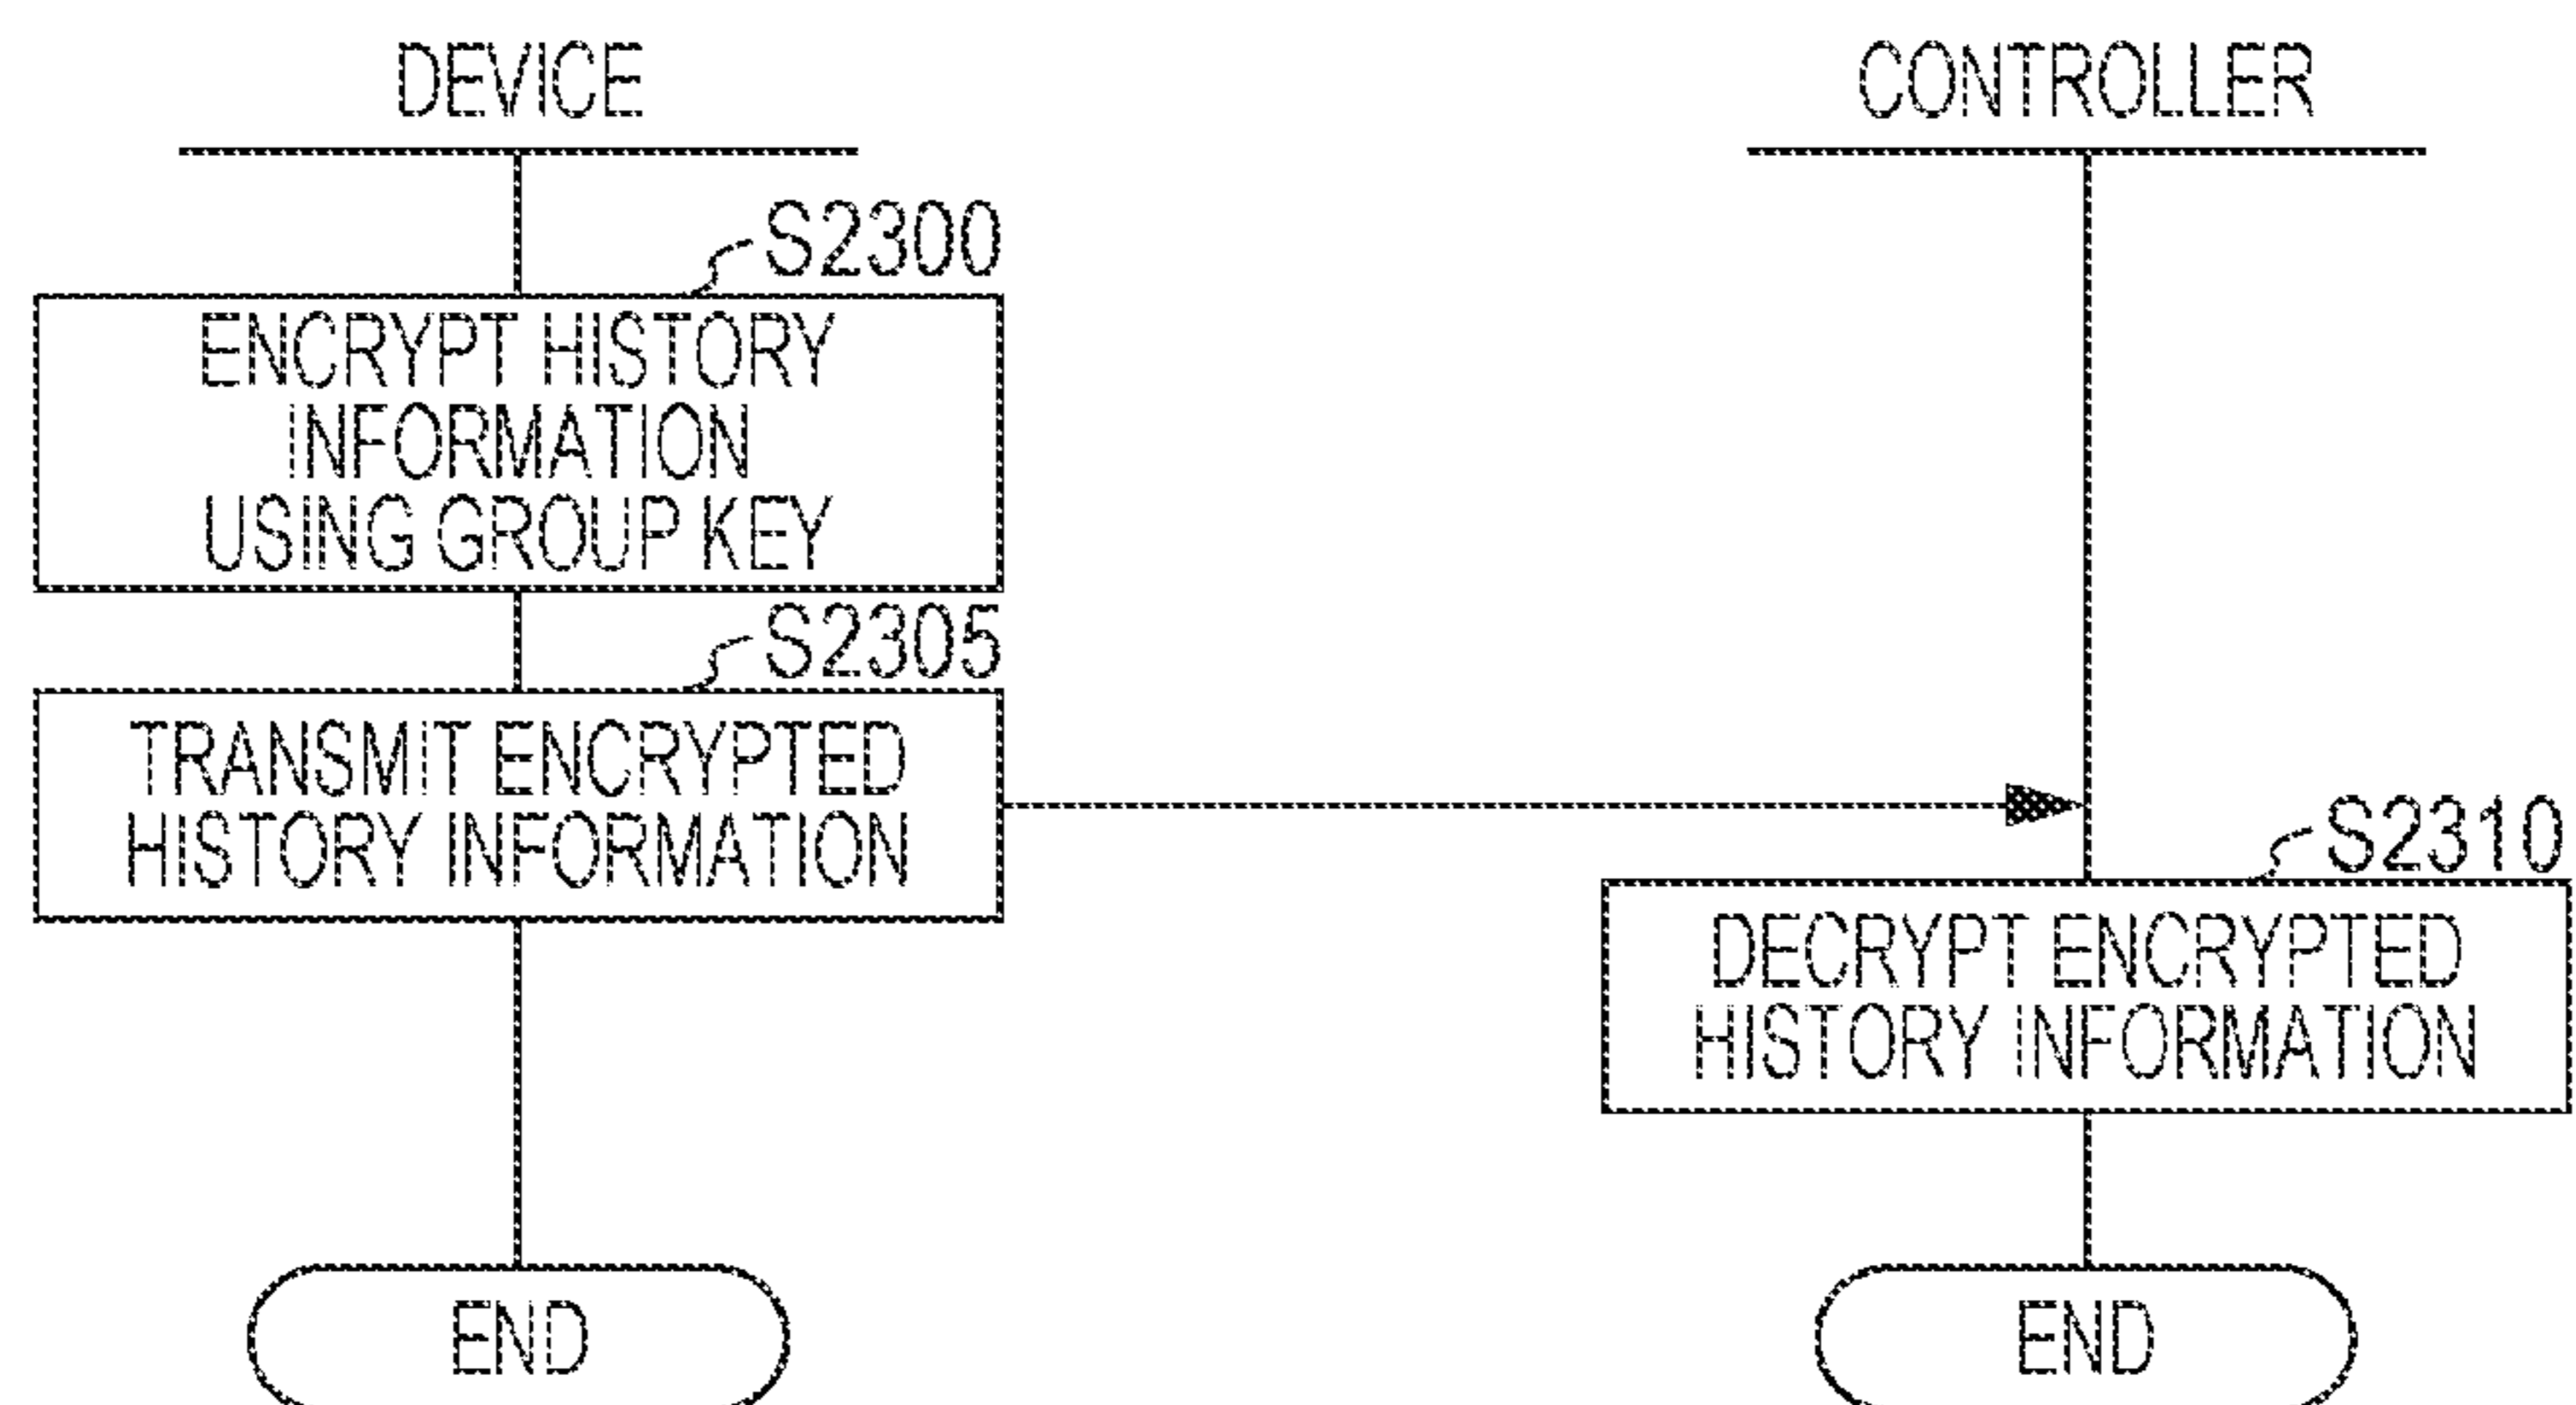 DEVICE
CONTROLLER
S2300
ENCRYPT HISTORY
INFORMATION
USING GROUP KEY
S2305
TRANSMIT ENCRYPTED
HISTORY INFORMATION
S2310
DECRYPT ENCRYPTED
HISTORY INFORMATION
END
END